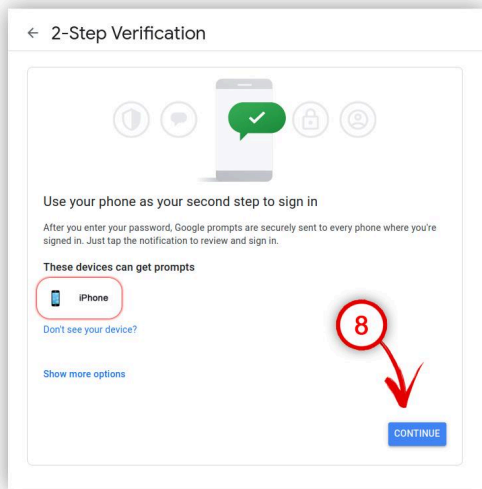 2-Step Verification
Use your phone as your second step to sign in
After you enter your password, Google prompts are securely sent to every phone where you're
signed in. Just tap the notification to review and sign in.
These devices can get prompts
iPhone
Don't see your device?
8
Show more options
CONTINUE